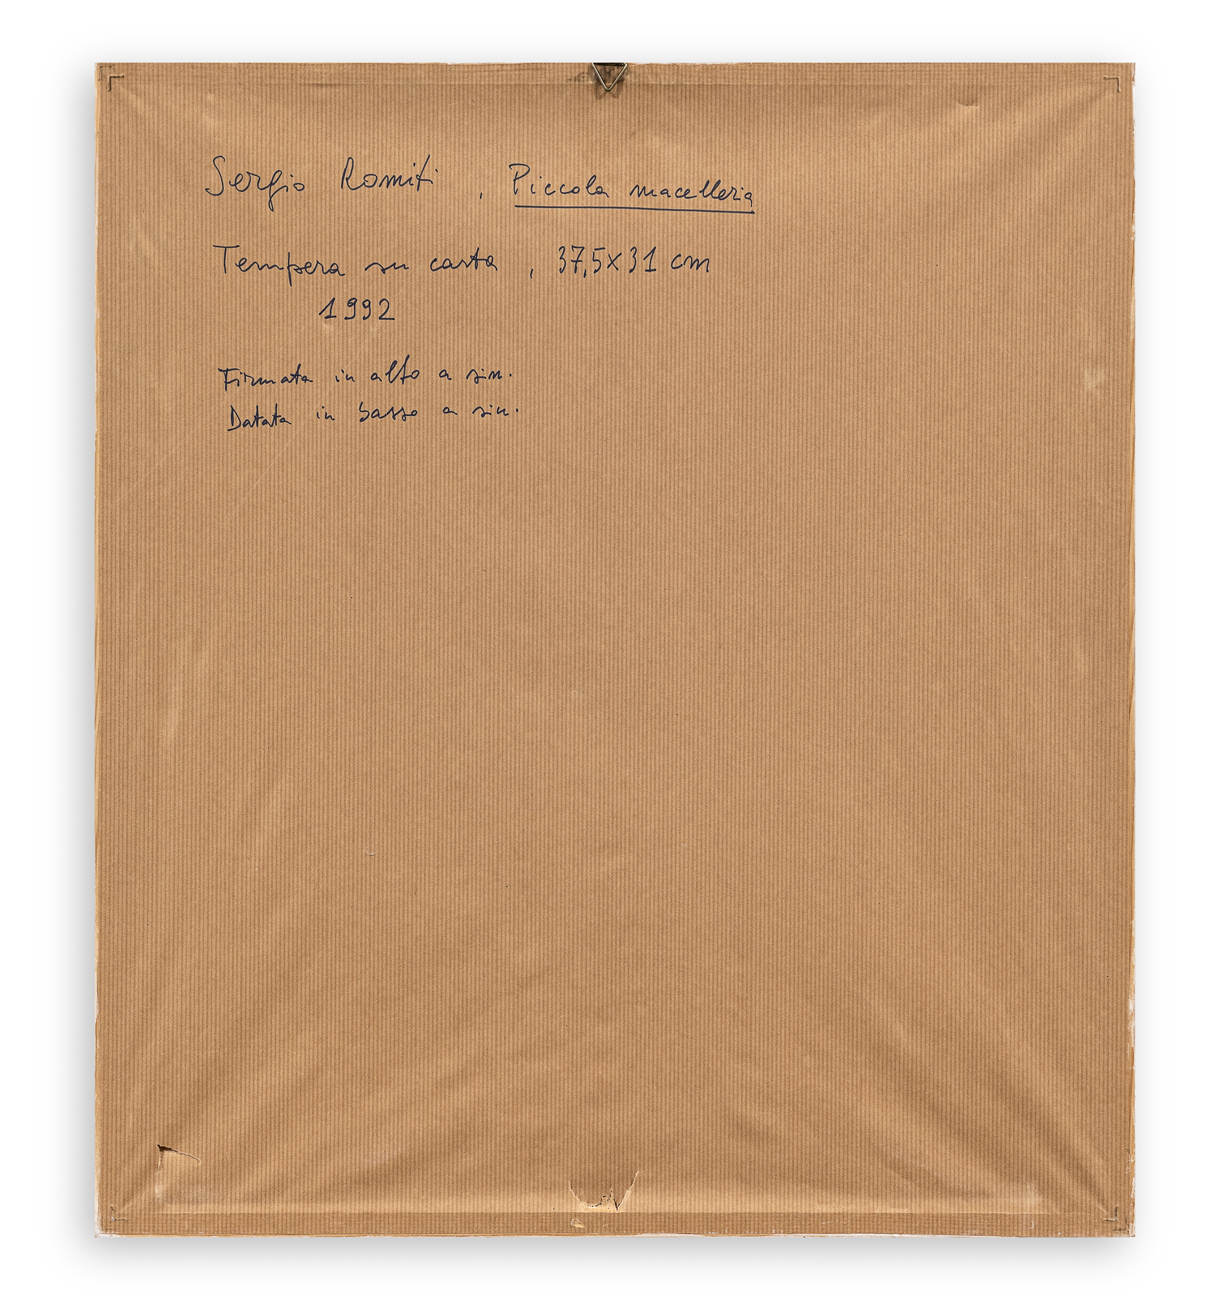 Sergio Romiti , Piccola macelleria
Tempera su carta , 37,5x31 cm
1992
Firmata in alto a sin.
Datata in basso a sin.